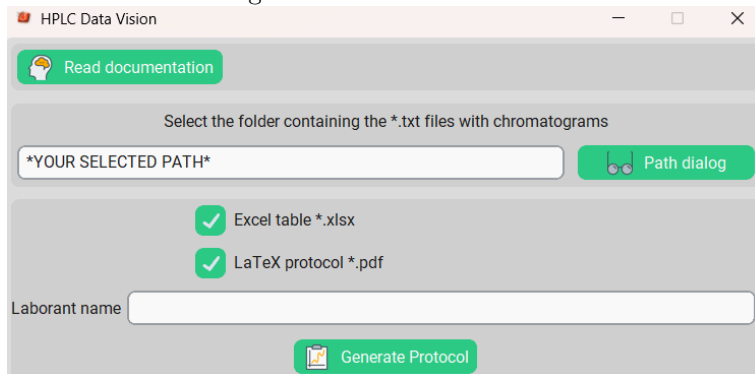 HPLC Data Vision
Read documentation
Select the folder containing the *.txt files with chromatograms
*YOUR SELECTED PATH*
Path dialog
Excel table *.xlsx
LaTeX protocol *.pdf
Laborant name
Generate Protocol